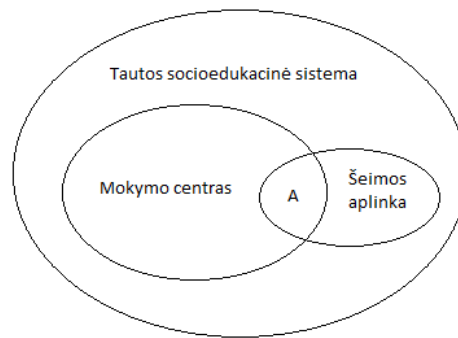 Tautos socioedukacinė sistema
Mokymo centras
A
Šeimos
aplinka